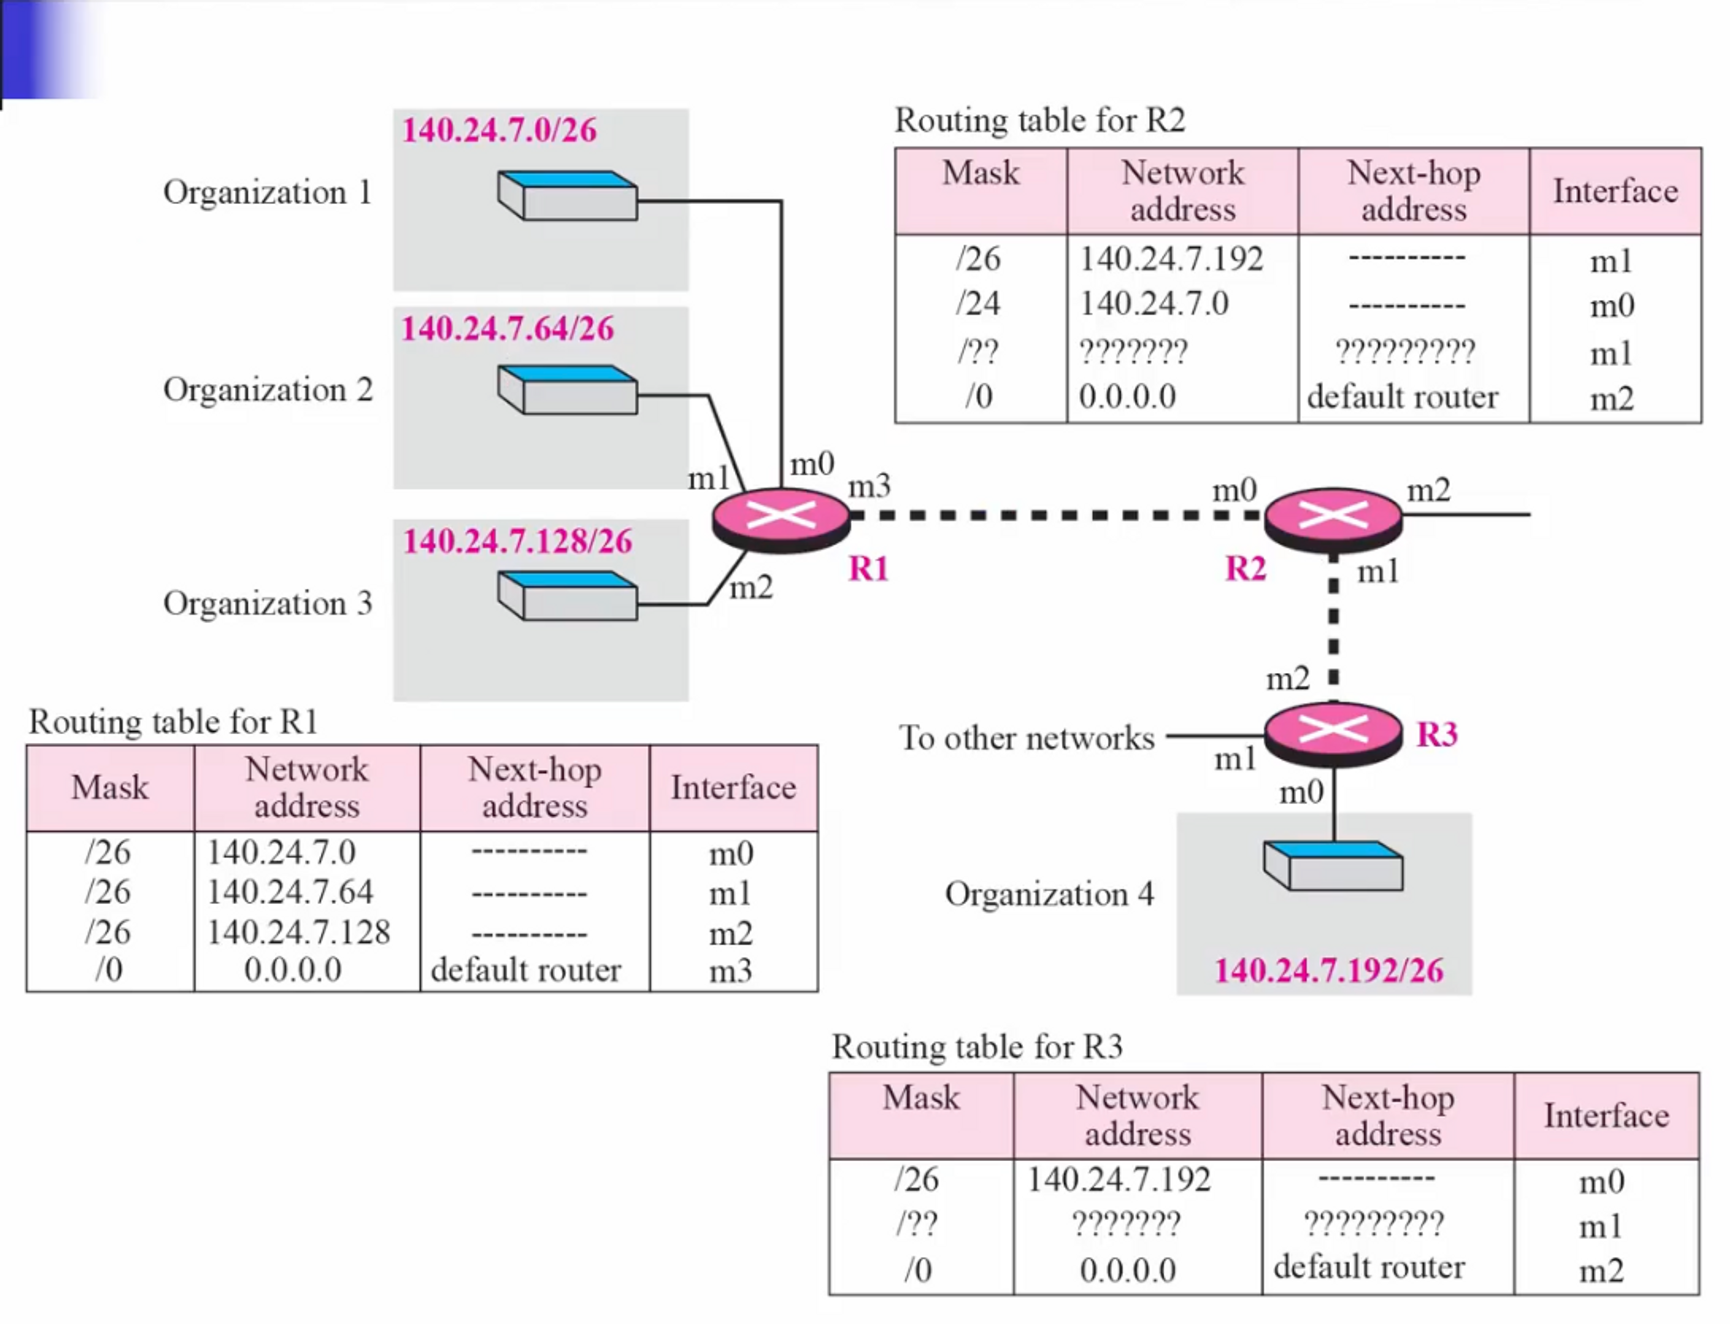 140.24.7.0/26
Organization 1
140.24.7.64/26
Organization 2
140.24.7.128/26
Organization 3
m0
m1
m2
m3
R1
Routing table for R2
Mask Network address Next-hop address Interface
/26 140.24.7.192 ---------- m1
/24 140.24.7.0 ---------- m0
/?? ??????? ????????? m1
/0 0.0.0.0 default router m2
m0
m2
R2
m1
m2
To other networks
R3
m1
m0
Organization 4
140.24.7.192/26
Routing table for R1
Mask Network address Next-hop address Interface
/26 140.24.7.0 ---------- m0
/26 140.24.7.64 ---------- m1
/26 140.24.7.128 ---------- m2
/0 0.0.0.0 default router m3
Routing table for R3
Mask Network address Next-hop address Interface
/26 140.24.7.192 ---------- m0
/?? ??????? ????????? m1
/0 0.0.0.0 default router m2